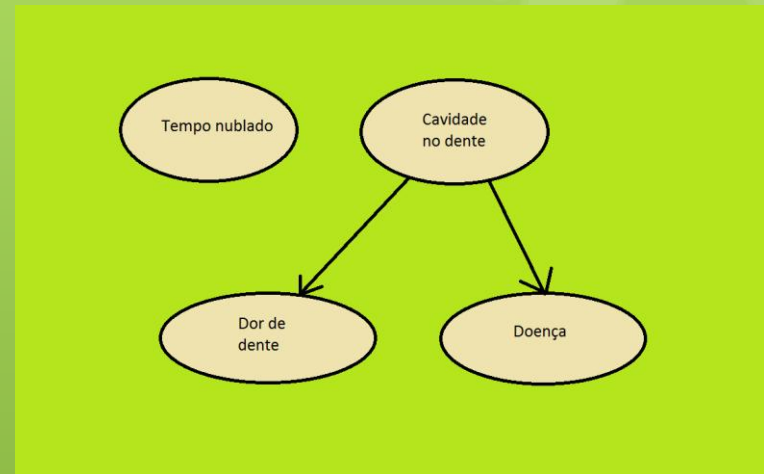 Tempo nublado
Cavidade
no dente
Dor de
dente
Doença